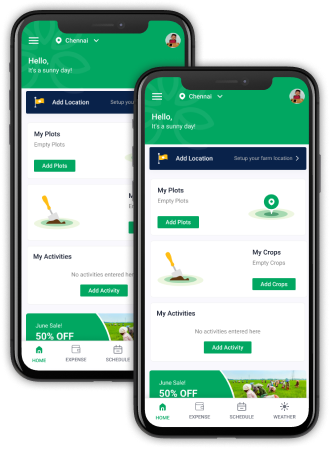 Chennai
Hello,
It's a sunny day!
Add Location
Setup your
My Plots
Empty Plots
Add Plots
My Activities
No activities entered here
Add Activity
June Sale!
50% OFF
HOME
EXPENSE
SCHEDULE
Chennai
Hello,
It's a sunny day!
Add Location
Setup your farm location
My Plots
Empty Plots
Add Plots
My Crops
Empty Crops
Add Crops
My Activities
No activities entered here
Add Activity
June Sale!
50% OFF
HOME
EXPENSE
SCHEDULE
WEATHER